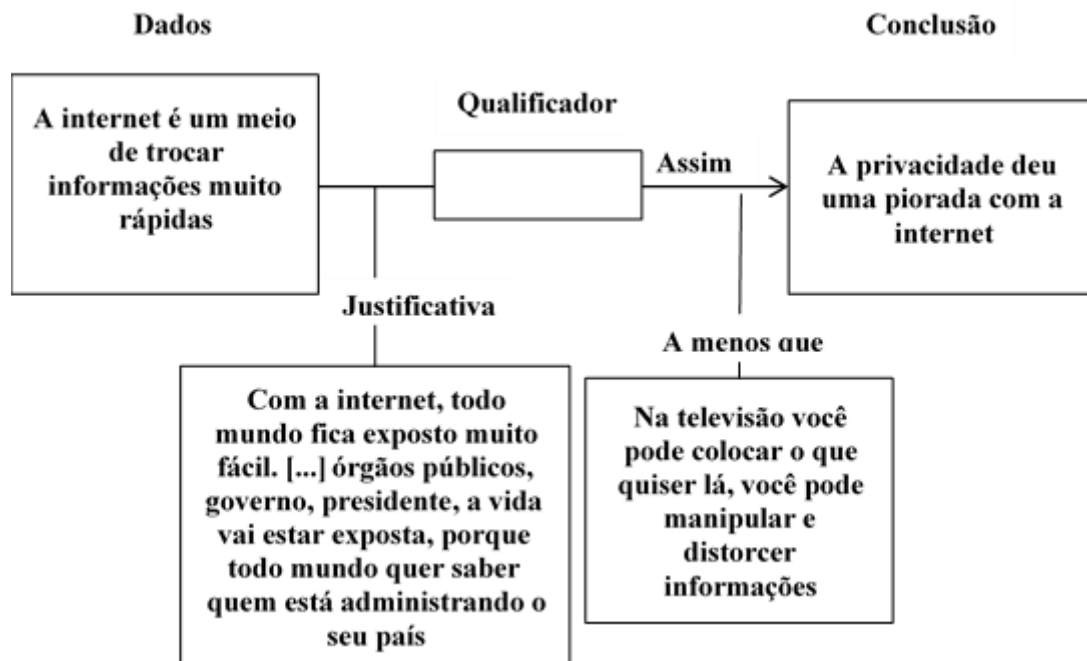 Dados
Conclusão
A internet é um meio
de trocar
informações muito
rápidas
Qualificador
Assim
A privacidade deu
uma piorada com a
internet
Justificativa
A menos que
Com a internet, todo
mundo fica exposto muito
fácil. [...] órgãos públicos,
governo, presidente, a vida
vai estar exposta, porque
todo mundo quer saber
quem está administrando o
seu país
Na televisão você
pode colocar o que
quiser lá, você pode
manipular e
distorcer
informações